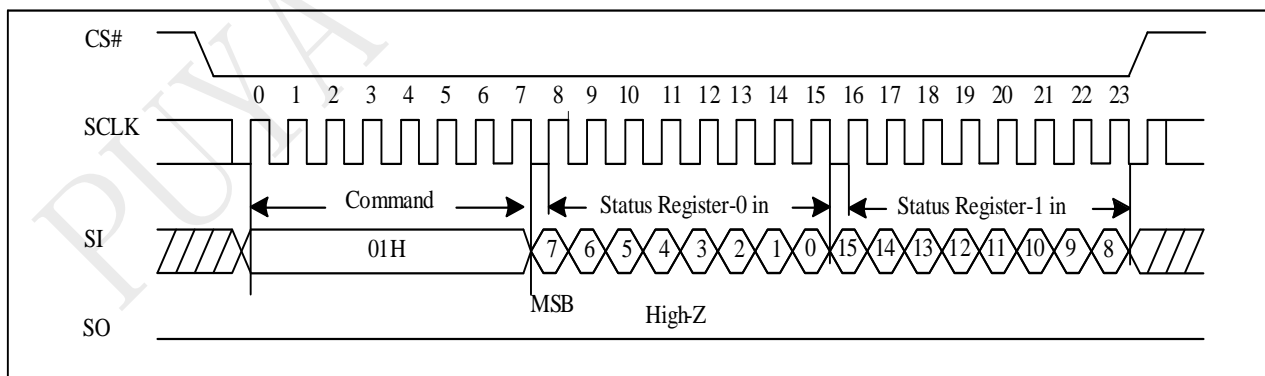 CS#
0 1 2 3 4 5 6 7 8 9 10 11 12 13 14 15 16 17 18 19 20 21 22 23
SCLK
Command Status Register-0 in Status Register-1 in
SI 01H 7 6 5 4 3 2 1 0 15 14 13 12 11 10 9 8
MSB High-Z
SO
PUYA